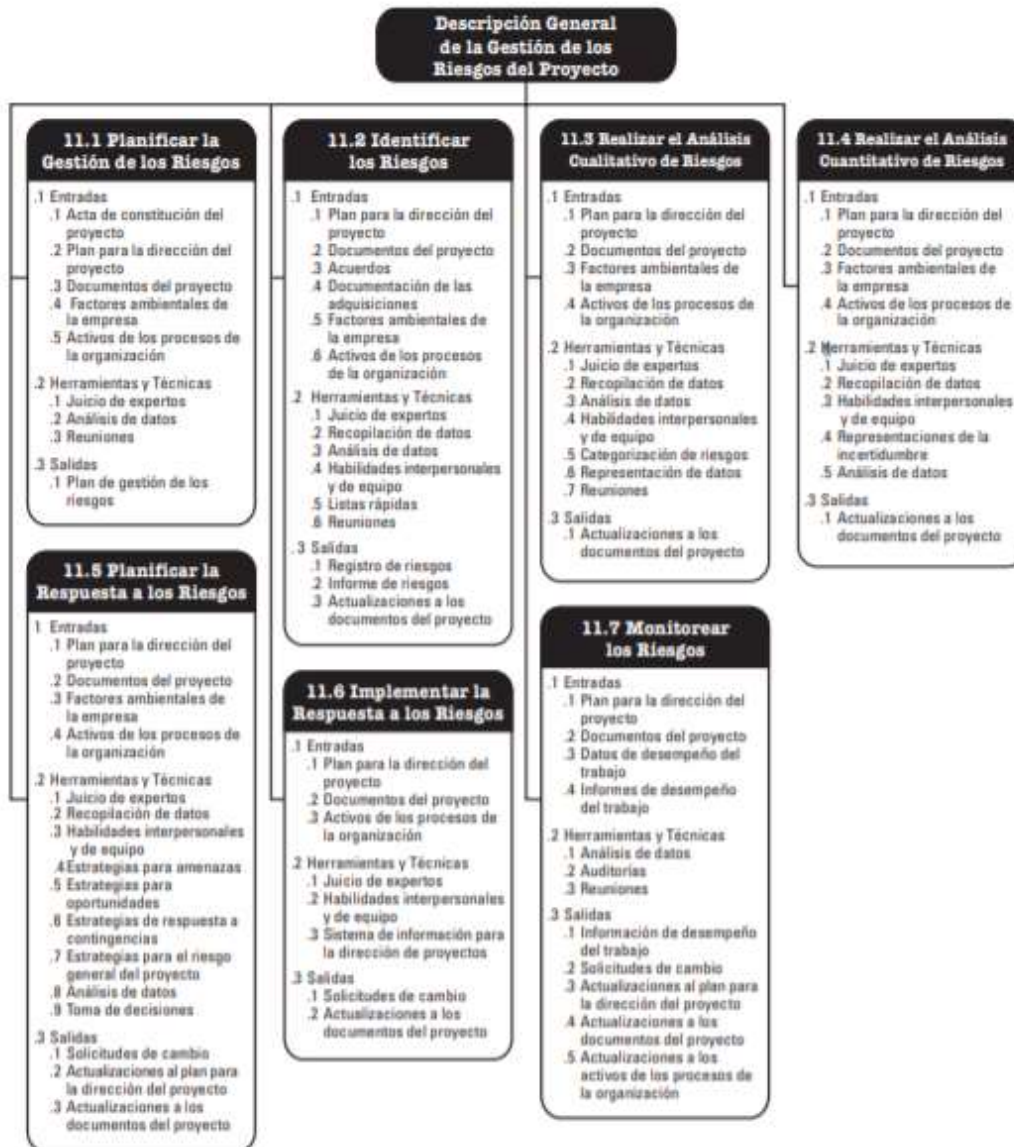 Descripción General
de la Gestión de los
Riesgos del Proyecto
11.1 Planificar la
Gestión de los Riesgos
.1 Entradas
.1 Acta de constitución del
proyecto
.2 Plan para la dirección del
proyecto
.3 Documentos del proyecto
.4 Factores ambientales de
la empresa
.5 Activos de los procesos de
la organización
.2 Herramientas y Técnicas
.1 Juicio de expertos
.2 Análisis de datos
.3 Reuniones
.3 Salidas
.1 Plan de gestión de los
riesgos
11.2 Identificar
los Riesgos
.1 Entradas
.1 Plan para la dirección del
proyecto
.2 Documentos del proyecto
.3 Acuerdos
.4 Documentación de las
adquisiciones
.5 Factores ambientales de
la empresa
.6 Activos de los procesos
de la organización
.2 Herramientas y Técnicas
.1 Juicio de expertos
.2 Recopilación de datos
.3 Análisis de datos
.4 Habilidades interpersonales
y de equipo
.5 Listas rápidas
.6 Reuniones
.3 Salidas
.1 Registro de riesgos
.2 Informe de riesgos
.3 Actualizaciones a los
documentos del proyecto
11.3 Realizar el Análisis
Cualitativo de Riesgos
.1 Entradas
.1 Plan para la dirección del
proyecto
.2 Documentos del proyecto
.3 Factores ambientales de
la empresa
.4 Activos de los procesos de
la organización
.2 Herramientas y Técnicas
.1 Juicio de expertos
.2 Recopilación de datos
.3 Análisis de datos
.4 Habilidades interpersonales
y de equipo
.5 Categorización de riesgos
.6 Representación de datos
.7 Reuniones
.3 Salidas
.1 Actualizaciones a los
documentos del proyecto
11.4 Realizar el Análisis
Cuantitativo de Riesgos
.1 Entradas
.1 Plan para la dirección del
proyecto
.2 Documentos del proyecto
.3 Factores ambientales de
la empresa
.4 Activos de los procesos de
la organización
.2 Herramientas y Técnicas
.1 Juicio de expertos
.2 Recopilación de datos
.3 Habilidades interpersonales
y de equipo
.4 Representaciones de la
incertidumbre
.5 Análisis de datos
.3 Salidas
.1 Actualizaciones a los
documentos del proyecto
11.5 Planificar la
Respuesta a los Riesgos
1 Entradas
.1 Plan para la dirección del
proyecto
.2 Documentos del proyecto
.3 Factores ambientales de
la empresa
.4 Activos de los procesos de
la organización
.2 Herramientas y Técnicas
.1 Juicio de expertos
.2 Recopilación de datos
.3 Habilidades interpersonales
y de equipo
.4 Estrategias para amenazas
.5 Estrategias para
oportunidades
.6 Estrategias de respuesta a
contingencias
.7 Estrategias para el riesgo
general del proyecto
.8 Análisis de datos
.9 Toma de decisiones
.3 Salidas
.1 Solicitudes de cambio
.2 Actualizaciones al plan para
la dirección del proyecto
.3 Actualizaciones a los
documentos del proyecto
11.6 Implementar la
Respuesta a los Riesgos
.1 Entradas
.1 Plan para la dirección del
proyecto
.2 Documentos del proyecto
.3 Activos de los procesos de
la organización
.2 Herramientas y Técnicas
.1 Juicio de expertos
.2 Habilidades interpersonales
y de equipo
.3 Sistema de información para
la dirección de proyectos
.3 Salidas
.1 Solicitudes de cambio
.2 Actualizaciones a los
documentos del proyecto
11.7 Monitorear
los Riesgos
.1 Entradas
.1 Plan para la dirección del
proyecto
.2 Documentos del proyecto
.3 Datos de desempeño del
trabajo
.4 Informes de desempeño
del trabajo
.2 Herramientas y Técnicas
.1 Análisis de datos
.2 Auditorías
.3 Reuniones
.3 Salidas
.1 Información de desempeño
del trabajo
.2 Solicitudes de cambio
.3 Actualizaciones al plan para
la dirección del proyecto
.4 Actualizaciones a los
documentos del proyecto
.5 Actualizaciones a los
activos de los procesos de
la organización